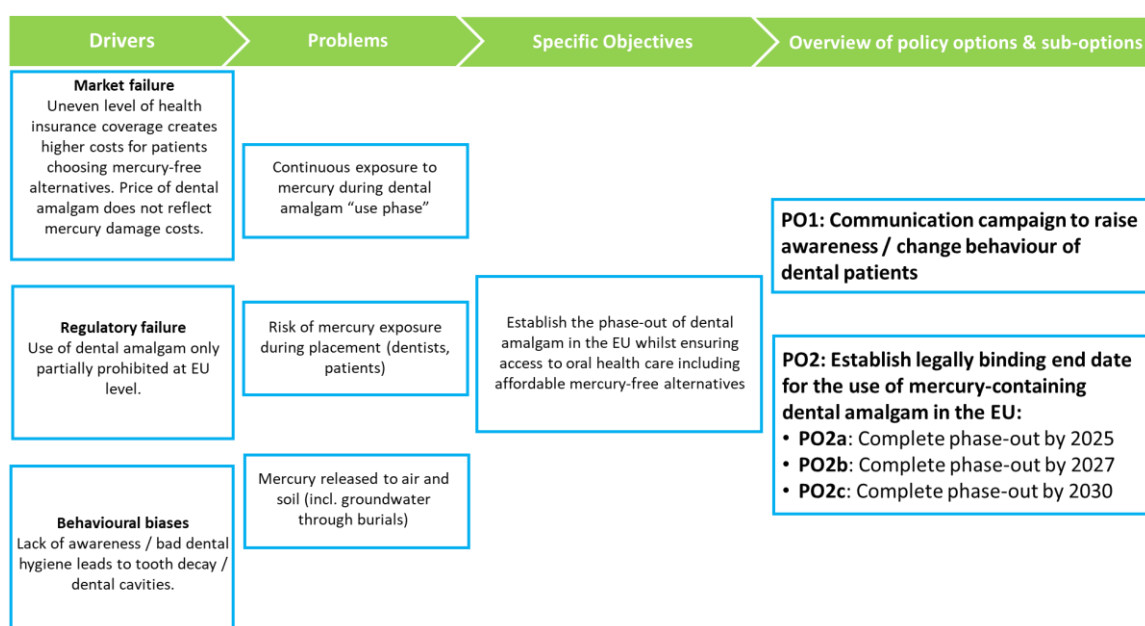 Drivers
Problems
Specific Objectives
Overview of policy options & sub-options
Market failure
Uneven level of health
insurance coverage creates
higher costs for patients
choosing mercury-free
alternatives. Price of dental
amalgam does not reflect
mercury damage costs.
Regulatory failure
Use of dental amalgam only
partially prohibited at EU
level.
Behavioural biases
Lack of awareness / bad dental
hygiene leads to tooth decay /
dental cavities.
Continuous exposure to
mercury during dental
amalgam “use phase”
Risk of mercury exposure
during placement (dentists,
patients)
Mercury released to air and
soil (incl. groundwater
through burials)
Establish the phase-out of dental
amalgam in the EU whilst ensuring
access to oral health care including
affordable mercury-free alternatives
PO1: Communication campaign to raise
awareness / change behaviour of
dental patients
PO2: Establish legally binding end date
for the use of mercury-containing
dental amalgam in the EU:
• PO2a: Complete phase-out by 2025
• PO2b: Complete phase-out by 2027
• PO2c: Complete phase-out by 2030